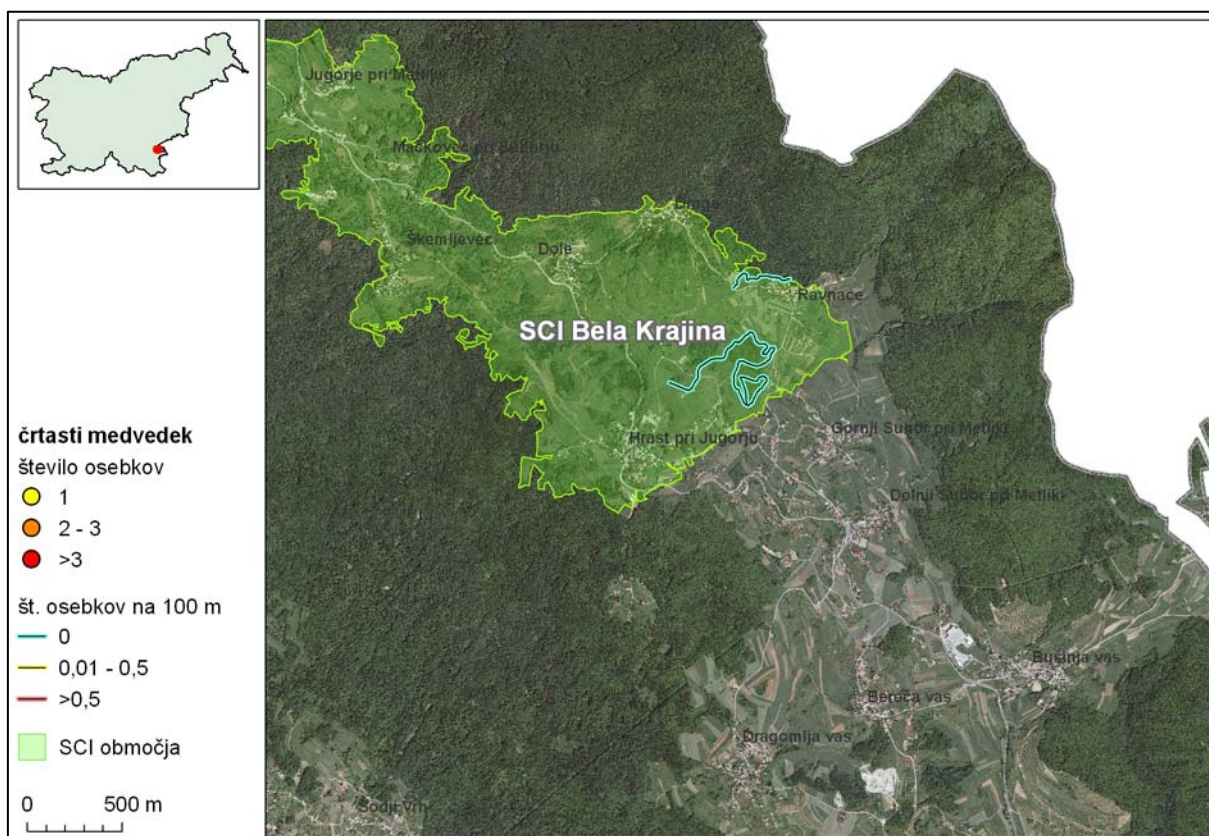 črtasti medvedek
število osebkov
1
2 - 3
>3
št. osebkov na 100 m
0
0,01 - 0,5
>0,5
SCI območja
0 500 m
Jugorje pri Metliki
Mačkovec pri Suhorju
Drage
Škemljevec
Dole
Ravnace
SCI Bela Krajina
Hrast pri Jugorju
Gornji Suhor pri Metliki
Dolnji Suhor pri Metliki
Bušinja vas
Bereča vas
Dragomlja vas
Sodji Vrh